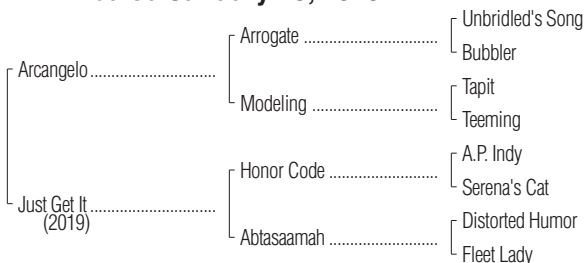 Unbridled's Song
Arrogate
Bubbler
Arcangelo
Tapit
Modeling
Teeming
A.P. Indy
Honor Code
Serena's Cat
Just Get It
(2019)
Distorted Humor
Abtasaamah
Fleet Lady